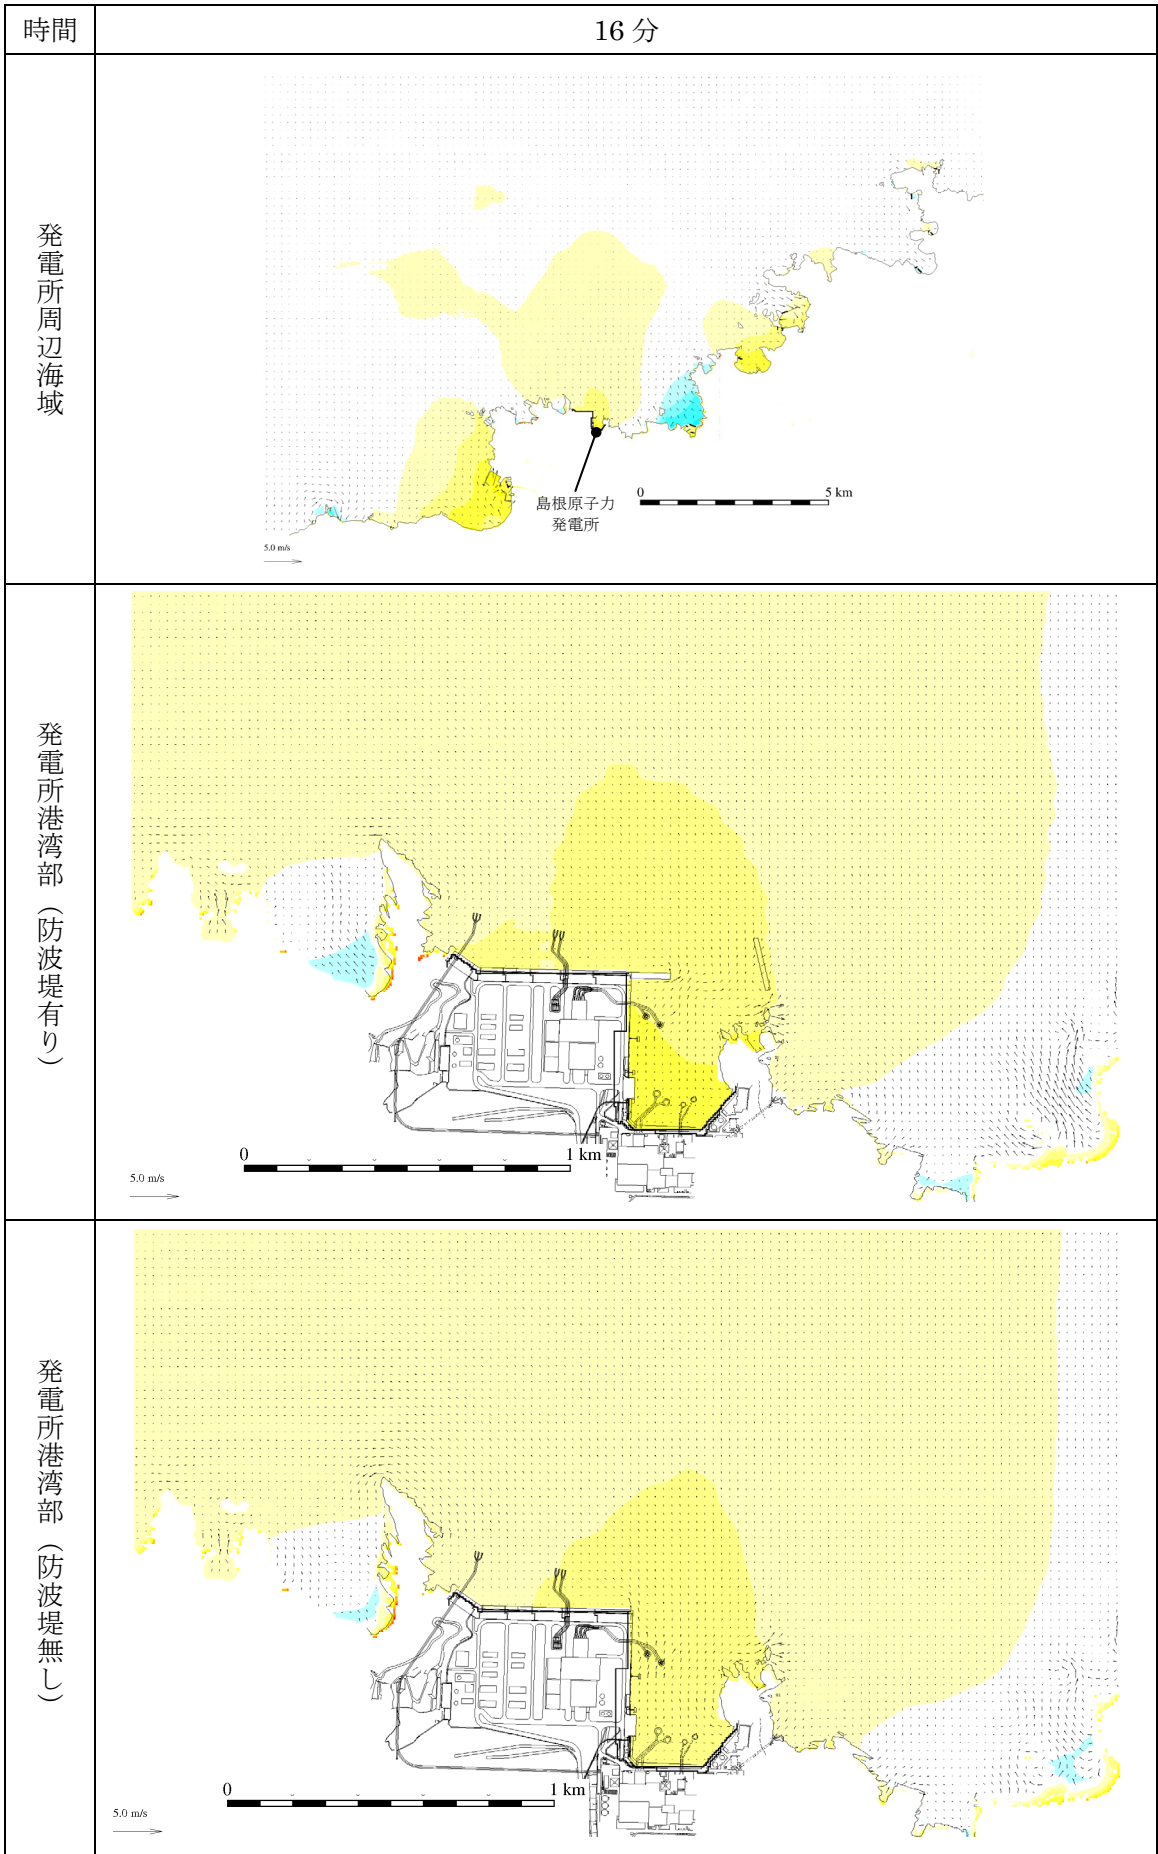 時間
16 分
発電所周辺海域
島根原子力
発電所
0 5 km
5.0 m/s
発電所港湾部（防波堤有り）
0 1 km
5.0 m/s
発電所港湾部（防波堤無し）
0 1 km
5.0 m/s